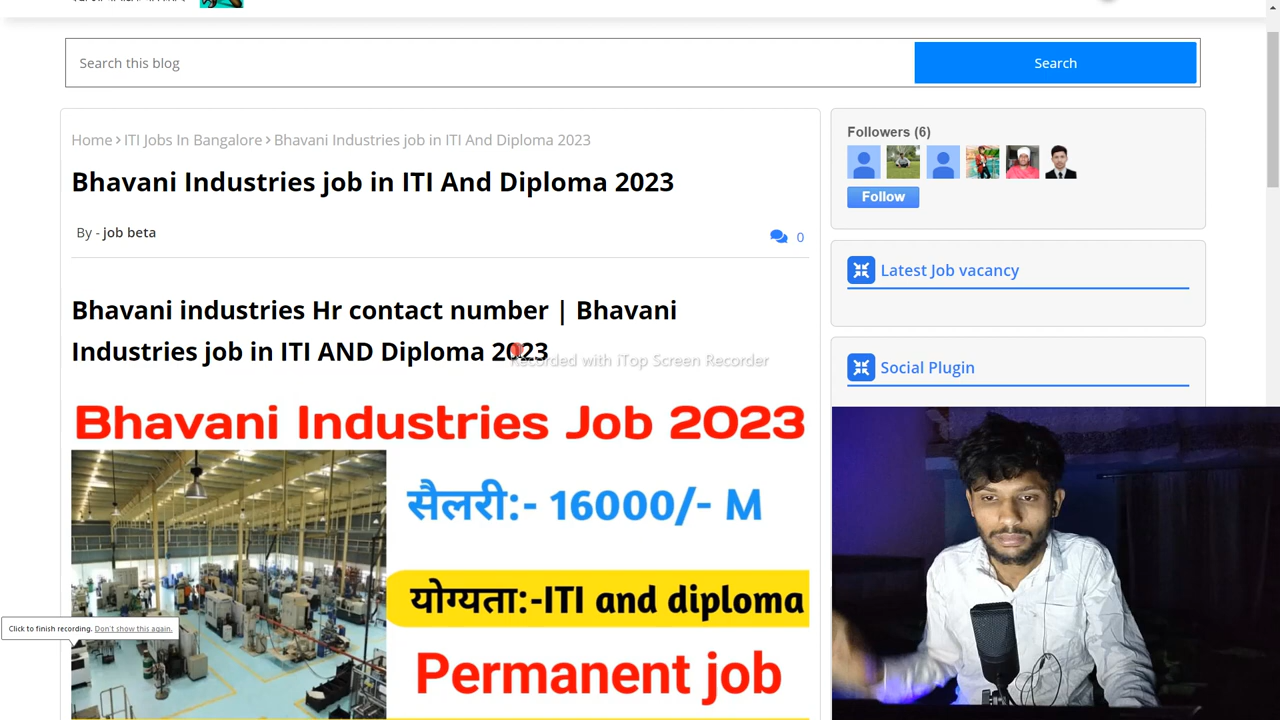 Search this blog
Search
Home › ITI Jobs In Bangalore › Bhavani Industries job in ITI And Diploma 2023
Bhavani Industries job in ITI And Diploma 2023
By - job beta
0
Bhavani industries Hr contact number | Bhavani
Industries job in ITI AND Diploma 2023
Recorded with iTop Screen Recorder
Bhavani Industries Job 2023
सैलरी:- 16000/- M
योग्यता:-ITI and diploma
Permanent job
Click to finish recording. Don't show this again.
Followers (6)
Follow
Latest Job vacancy
Social Plugin